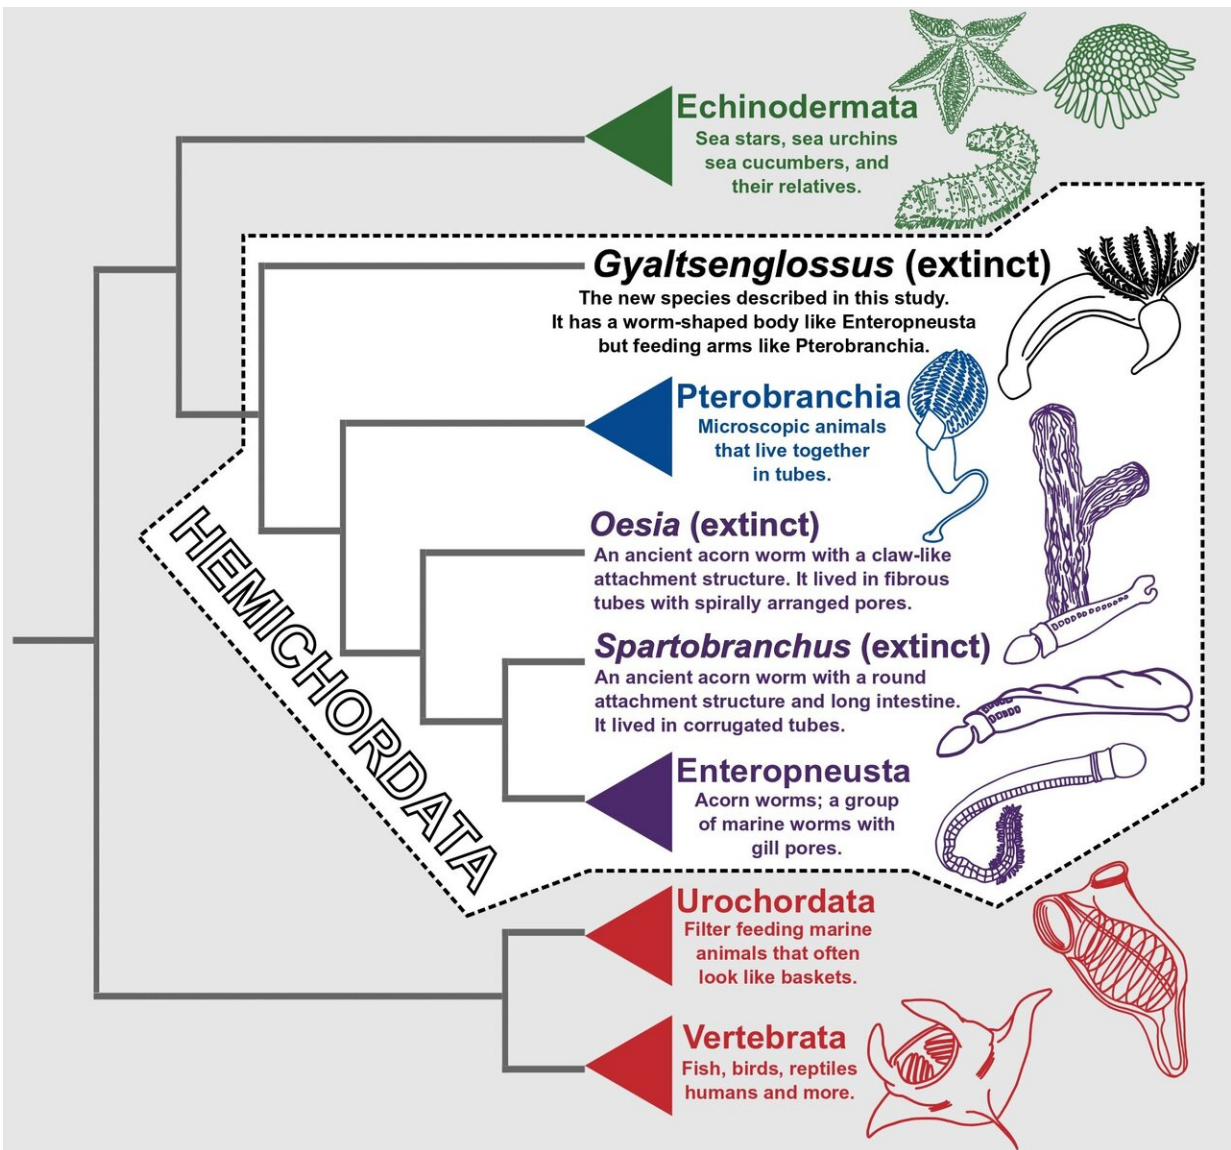 Echinodermata
Sea stars, sea urchins
sea cucumbers, and
their relatives.
Gyaltsenglossus (extinct)
The new species described in this study.
It has a worm-shaped body like Enteropneusta
but feeding arms like Pterobranchia.
Pterobranchia
Microscopic animals
that live together
in tubes.
Oesia (extinct)
An ancient acorn worm with a claw-like
attachment structure. It lived in fibrous
tubes with spirally arranged pores.
Spartobranchus (extinct)
An ancient acorn worm with a round
attachment structure and long intestine.
It lived in corrugated tubes.
Enteropneusta
Acorn worms; a group
of marine worms with
gill pores.
HEMICHORDATA
Urochordata
Filter feeding marine
animals that often
look like baskets.
Vertebrata
Fish, birds, reptiles
humans and more.